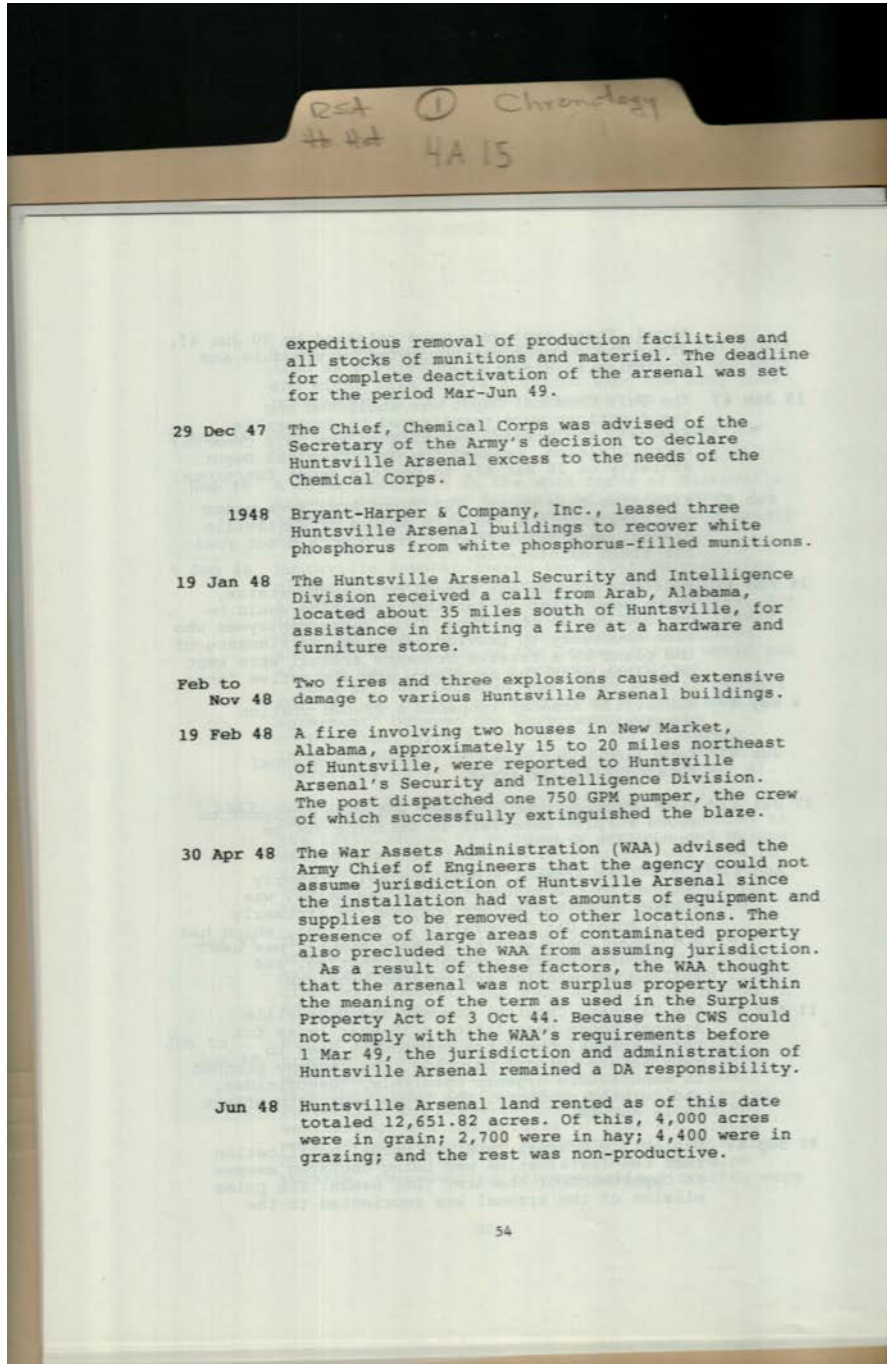 RSA ① Chronology
4A 15
expeditious removal of production facilities and
all stocks of munitions and materiel. The deadline
for complete deactivation of the arsenal was set
for the period Mar-Jun 49.
29 Dec 47 The Chief, Chemical Corps was advised of the
Secretary of the Army's decision to declare
Huntsville Arsenal excess to the needs of the
Chemical Corps.
1948 Bryant-Harper & Company, Inc., leased three
Huntsville Arsenal buildings to recover white
phosphorus from white phosphorus-filled munitions.
19 Jan 48 The Huntsville Arsenal Security and Intelligence
Division received a call from Arab, Alabama,
located about 35 miles south of Huntsville, for
assistance in fighting a fire at a hardware and
furniture store.
Feb to Two fires and three explosions caused extensive
Nov 48 damage to various Huntsville Arsenal buildings.
19 Feb 48 A fire involving two houses in New Market,
Alabama, approximately 15 to 20 miles northeast
of Huntsville, were reported to Huntsville
Arsenal's Security and Intelligence Division.
The post dispatched one 750 GPM pumper, the crew
of which successfully extinguished the blaze.
30 Apr 48 The War Assets Administration (WAA) advised the
Army Chief of Engineers that the agency could not
assume jurisdiction of Huntsville Arsenal since
the installation had vast amounts of equipment and
supplies to be removed to other locations. The
presence of large areas of contaminated property
also precluded the WAA from assuming jurisdiction.
As a result of these factors, the WAA thought
that the arsenal was not surplus property within
the meaning of the term as used in the Surplus
Property Act of 3 Oct 44. Because the CWS could
not comply with the WAA's requirements before
1 Mar 49, the jurisdiction and administration of
Huntsville Arsenal remained a DA responsibility.
Jun 48 Huntsville Arsenal land rented as of this date
totaled 12,651.82 acres. Of this, 4,000 acres
were in grain; 2,700 were in hay; 4,400 were in
grazing; and the rest was non-productive.
54